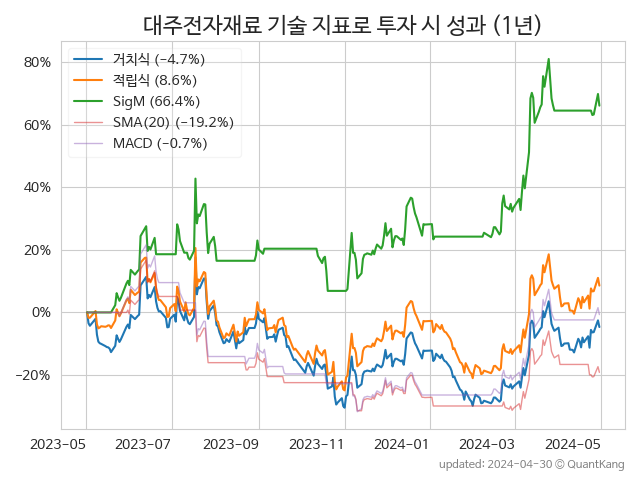 대주전자재료 기술 지표로 투자 시 성과 (1년)
거치식 (−4.7%)
적립식 (8.6%)
SigM (66.4%)
SMA(20) (−19.2%)
MACD (−0.7%)
80%
60%
40%
20%
0%
−20%
2023−05
2023−07
2023−09
2023−11
2024−01
2024−03
2024−05
updated: 2024−04−30 © QuantKang